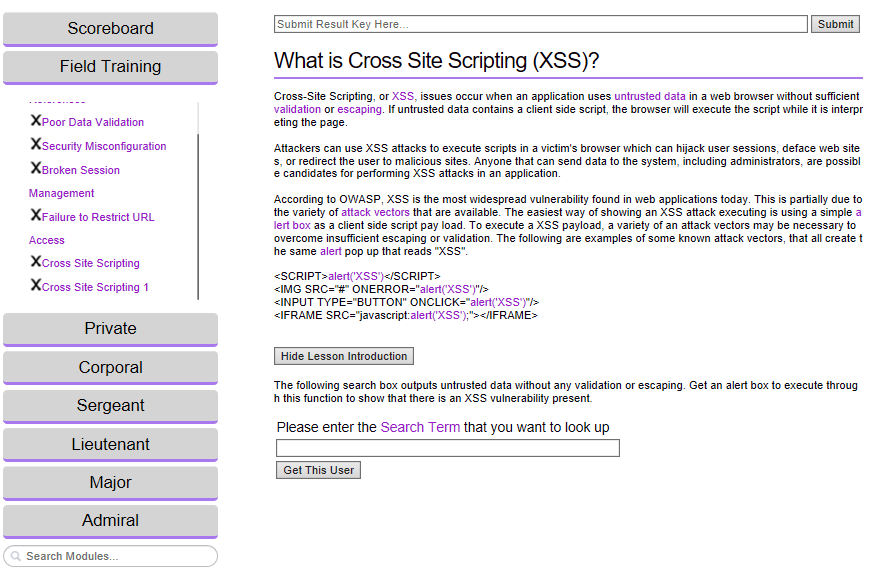 Scoreboard
Field Training
References
Poor Data Validation
Security Misconfiguration
Broken Session
Management
Failure to Restrict URL
Access
Cross Site Scripting
Cross Site Scripting 1
Private
Corporal
Sergeant
Lieutenant
Major
Admiral
Search Modules...
Submit Result Key Here...
Submit
What is Cross Site Scripting (XSS)?
Cross-Site Scripting, or XSS, issues occur when an application uses untrusted data in a web browser without sufficient
validation or escaping. If untrusted data contains a client side script, the browser will execute the script while it is interpr
eting the page.
Attackers can use XSS attacks to execute scripts in a victim's browser which can hijack user sessions, deface web site
s, or redirect the user to malicious sites. Anyone that can send data to the system, including administrators, are possibl
e candidates for performing XSS attacks in an application.
According to OWASP, XSS is the most widespread vulnerability found in web applications today. This is partially due to
the variety of attack vectors that are available. The easiest way of showing an XSS attack executing is using a simple a
lert box as a client side script pay load. To execute a XSS payload, a variety of an attack vectors may be necessary to
overcome insufficient escaping or validation. The following are examples of some known attack vectors, that all create t
he same alert pop up that reads "XSS".
<SCRIPT>alert('XSS')</SCRIPT>
<IMG SRC="#" ONERROR="alert('XSS')"/>
<INPUT TYPE="BUTTON" ONCLICK="alert('XSS')"/>
<IFRAME SRC="javascript:alert('XSS');"></IFRAME>
Hide Lesson Introduction
The following search box outputs untrusted data without any validation or escaping. Get an alert box to execute throug
h this function to show that there is an XSS vulnerability present.
Please enter the Search Term that you want to look up
Get This User